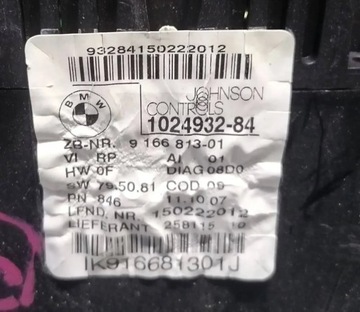 93284150222012
BMW
JOHNSON
CONTROLS
1024932-84
ZB-NR. 9 166 813-01
VI RP AI 01
HW 0F DIAG 08D0
SW 79.50.81 COD 09
PN 846 11.10.07
LFND. NR. 150222012
LIEFERANT 258115 10
IK916681301J